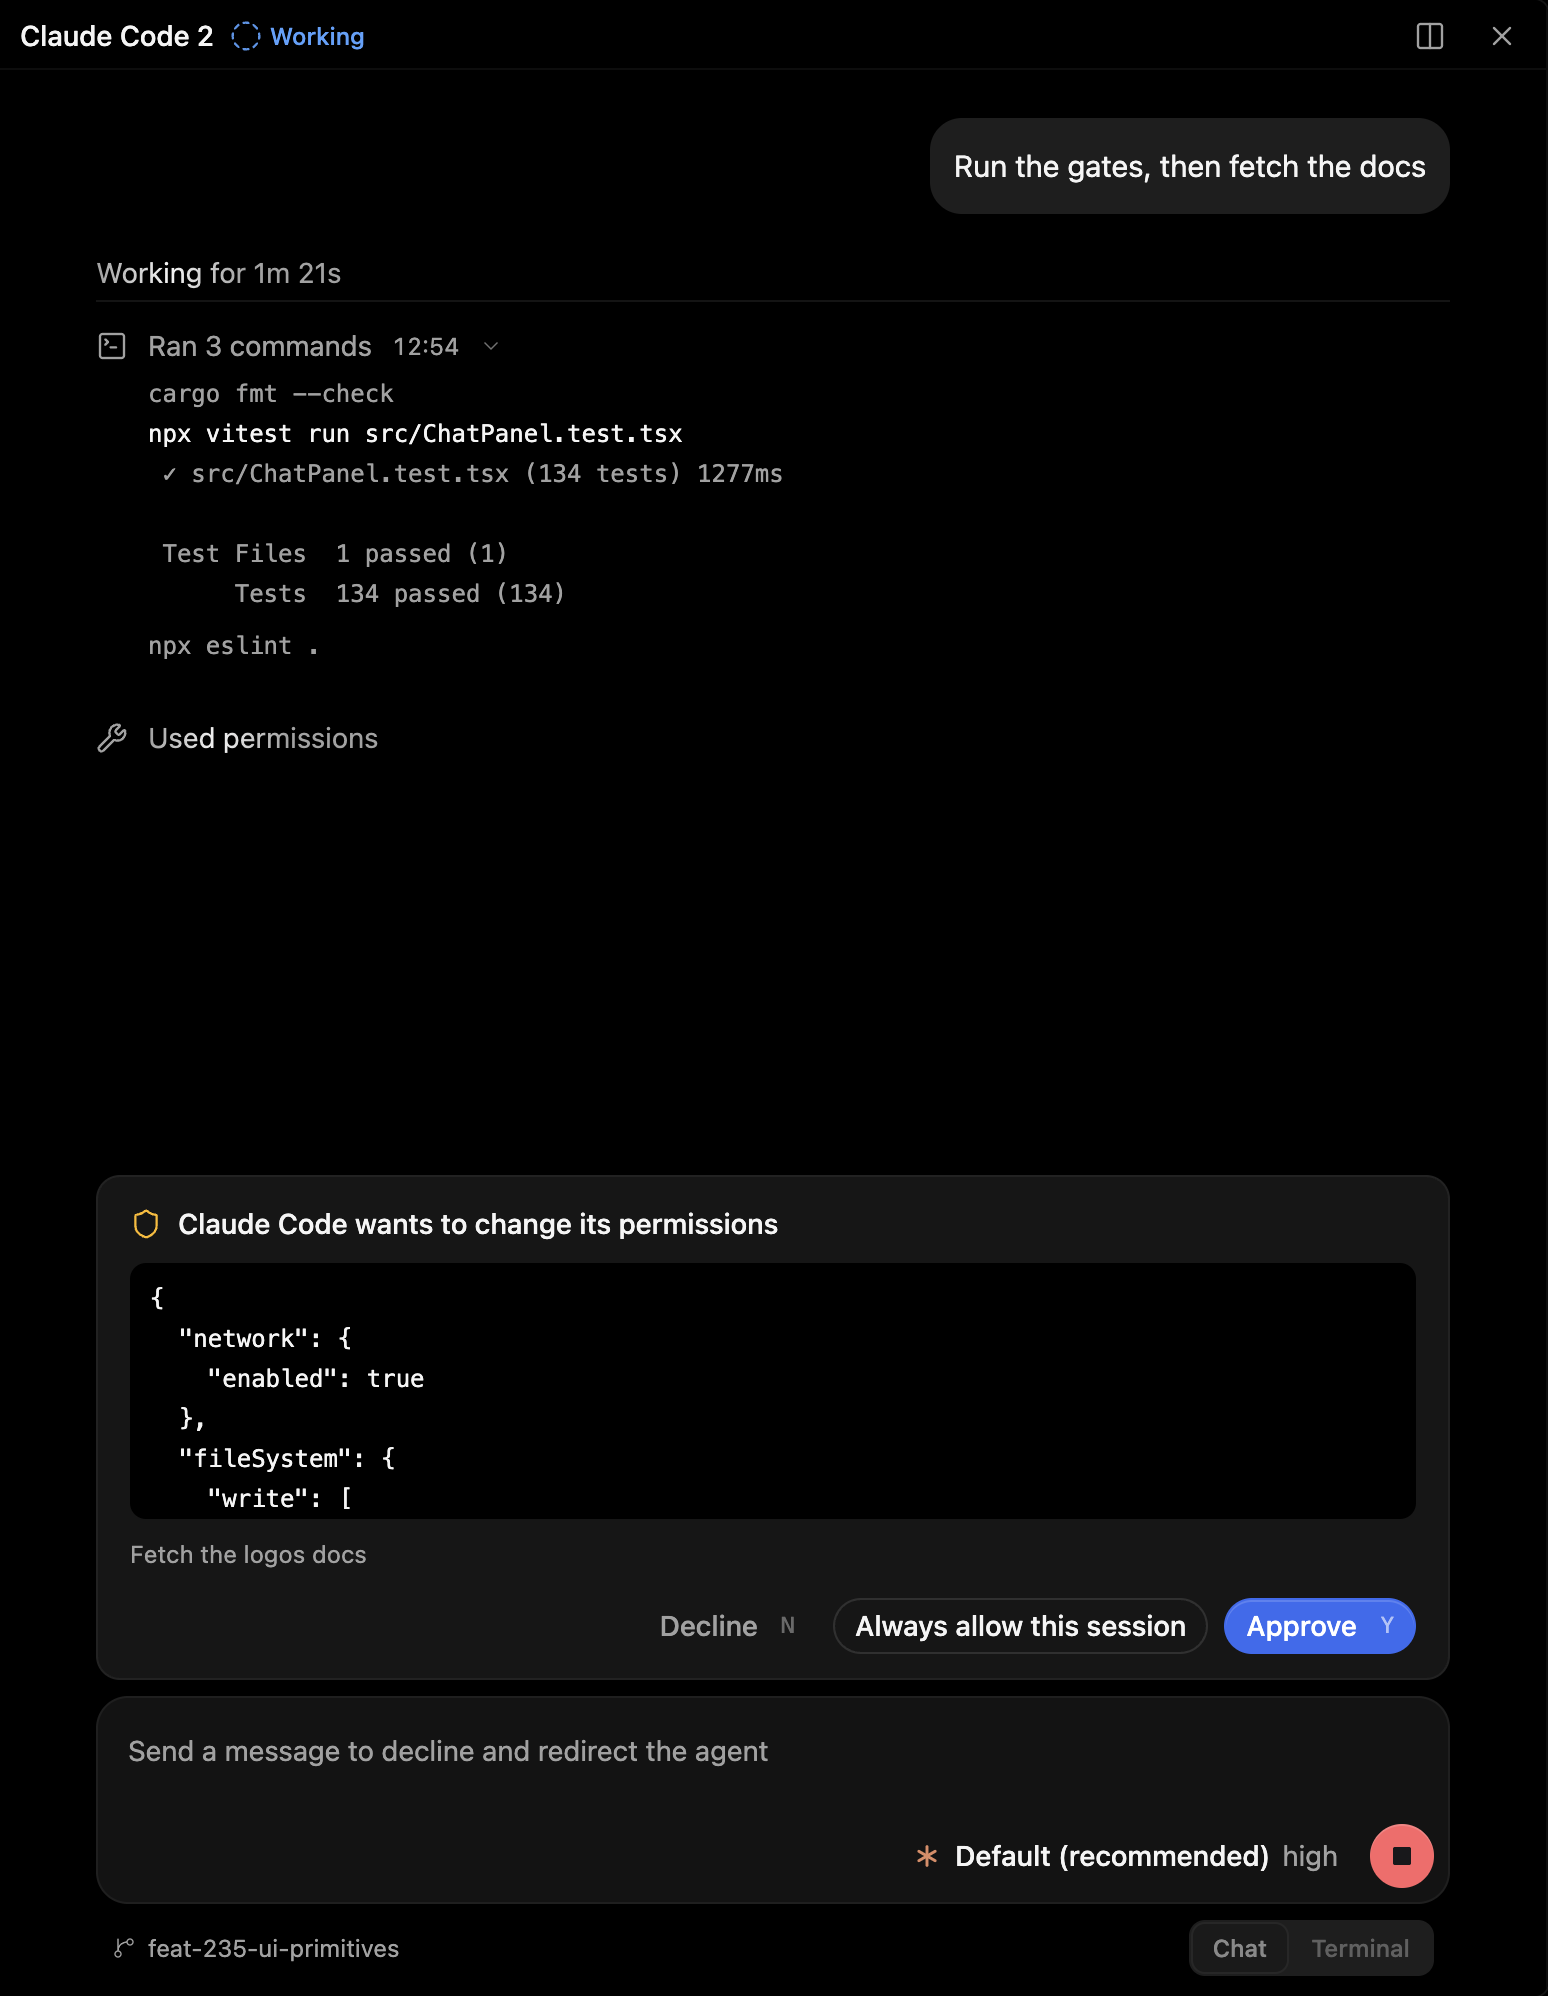 Claude Code 2 Working
Run the gates, then fetch the docs
Working for 1m 21s
Ran 3 commands 12:54
cargo fmt --check
npx vitest run src/ChatPanel.test.tsx
✓ src/ChatPanel.test.tsx (134 tests) 1277ms
Test Files 1 passed (1)
Tests 134 passed (134)
npx eslint .
Used permissions
Claude Code wants to change its permissions
{
"network": {
"enabled": true
},
"fileSystem": {
"write": [
Fetch the logos docs
Decline N Always allow this session Approve Y
Send a message to decline and redirect the agent
Default (recommended) high
feat-235-ui-primitives Chat Terminal